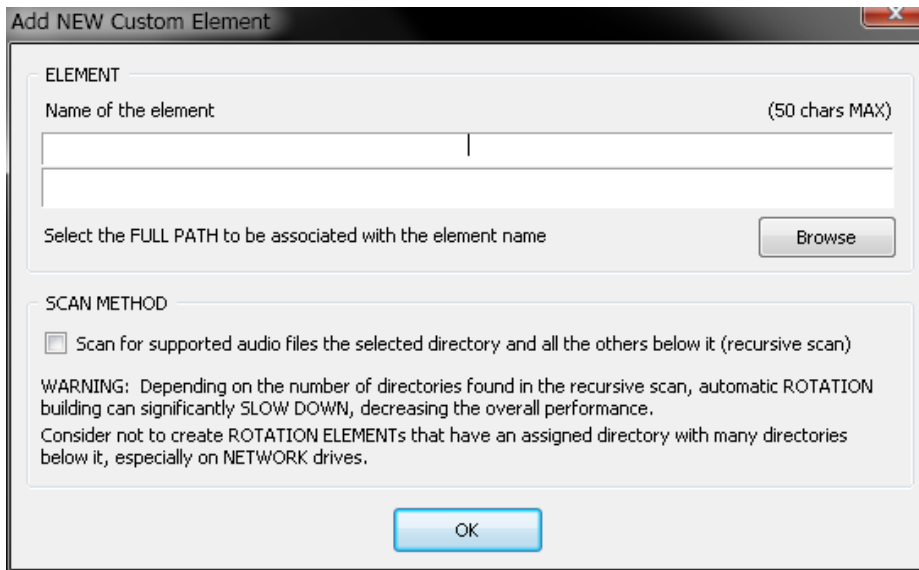 Add NEW Custom Element
ELEMENT
Name of the element (50 chars MAX)
Select the FULL PATH to be associated with the element name
Browse
SCAN METHOD
Scan for supported audio files the selected directory and all the others below it (recursive scan)
WARNING: Depending on the number of directories found in the recursive scan, automatic ROTATION
building can significantly SLOW DOWN, decreasing the overall performance.
Consider not to create ROTATION ELEMENTs that have an assigned directory with many directories
below it, especially on NETWORK drives.
OK